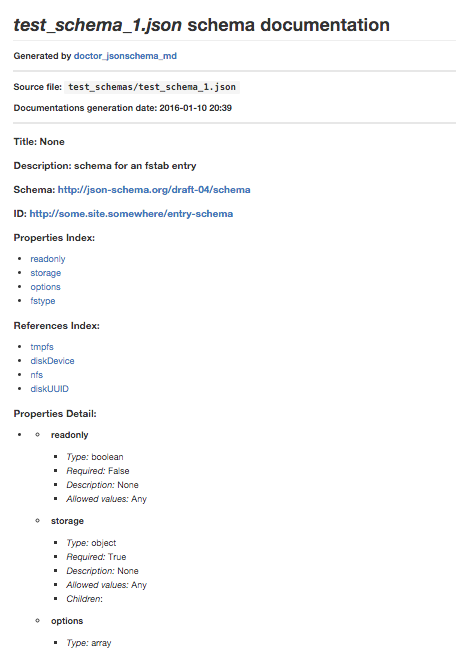 test_schema_1.json schema documentation
Generated by doctor_jsonschema_md
Source file: test_schemas/test_schema_1.json
Documentations generation date: 2016-01-10 20:39
Title: None
Description: schema for an fstab entry
Schema: http://json-schema.org/draft-04/schema
ID: http://some.site.somewhere/entry-schema
Properties Index:
readonly
storage
options
fstype
References Index:
tmpfs
diskDevice
nfs
diskUUID
Properties Detail:
readonly
Type: boolean
Required: False
Description: None
Allowed values: Any
storage
Type: object
Required: True
Description: None
Allowed values: Any
Children:
options
Type: array